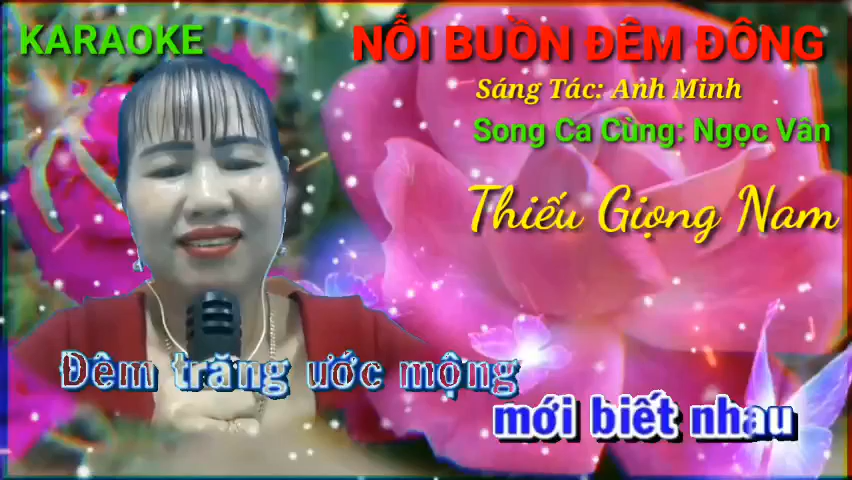 KARAOKE
NỖI BUỒN ĐÊM ĐÔNG
Sáng Tác: Anh Minh
Song Ca Cùng: Ngọc Vân
Thiếu Giọng Nam
Đêm trăng ước mộng
mới biết nhau